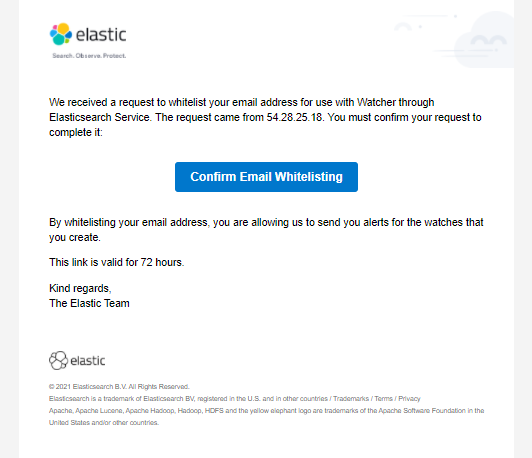 elastic
Search. Observe. Protect.
We received a request to whitelist your email address for use with Watcher through
Elasticsearch Service. The request came from 54.28.25.18. You must confirm your request to
complete it:
Confirm Email Whitelisting
By whitelisting your email address, you are allowing us to send you alerts for the watches that
you create.
This link is valid for 72 hours.
Kind regards,
The Elastic Team
elastic
© 2021 Elasticsearch B.V. All Rights Reserved.
Elasticsearch is a trademark of Elasticsearch BV, registered in the U.S. and in other countries / Trademarks / Terms / Privacy
Apache, Apache Lucene, Apache Hadoop, Hadoop, HDFS and the yellow elephant logo are trademarks of the Apache Software Foundation in the
United States and/or other countries.